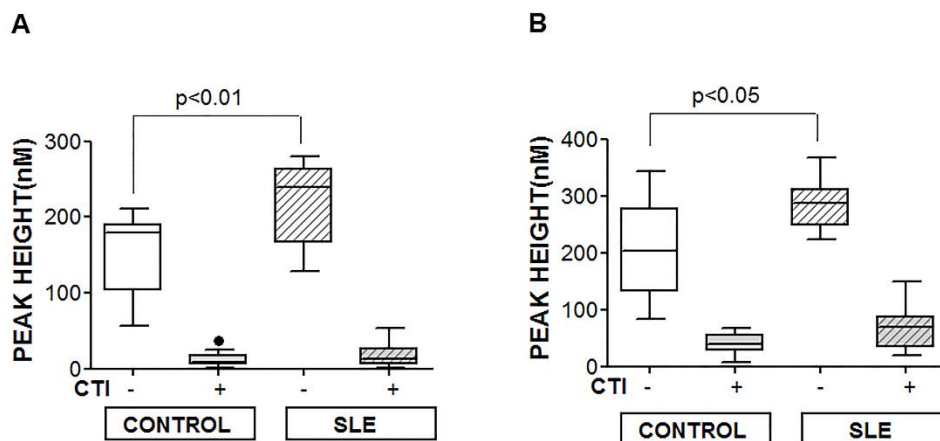 A
p<0.01
PEAK HEIGHT(nM)
300
200
100
0
CTI - + - +
CONTROL SLE
B
p<0.05
PEAK HEIGHT(nM)
400
300
200
100
0
CTI - + - +
CONTROL SLE